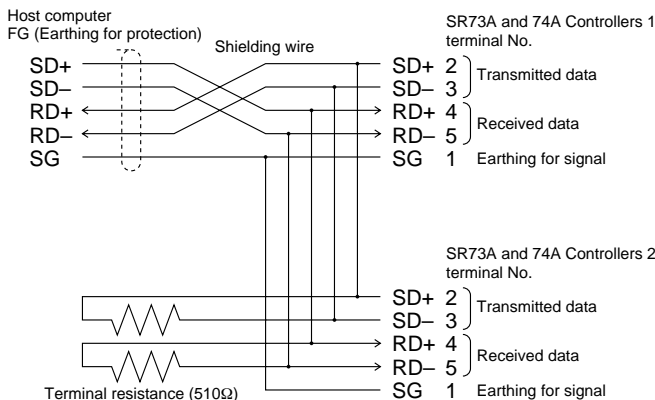 Host computer
FG (Earthing for protection)
Shielding wire
SR73A and 74A Controllers 1
terminal No.
SD+
SD–
RD+
RD–
SG
SD+ 2
SD– 3
Transmitted data
RD+ 4
RD– 5
Received data
SG 1 Earthing for signal
SR73A and 74A Controllers 2
terminal No.
SD+ 2
SD– 3
Transmitted data
RD+ 4
RD– 5
Received data
SG 1 Earthing for signal
Terminal resistance (510Ω)